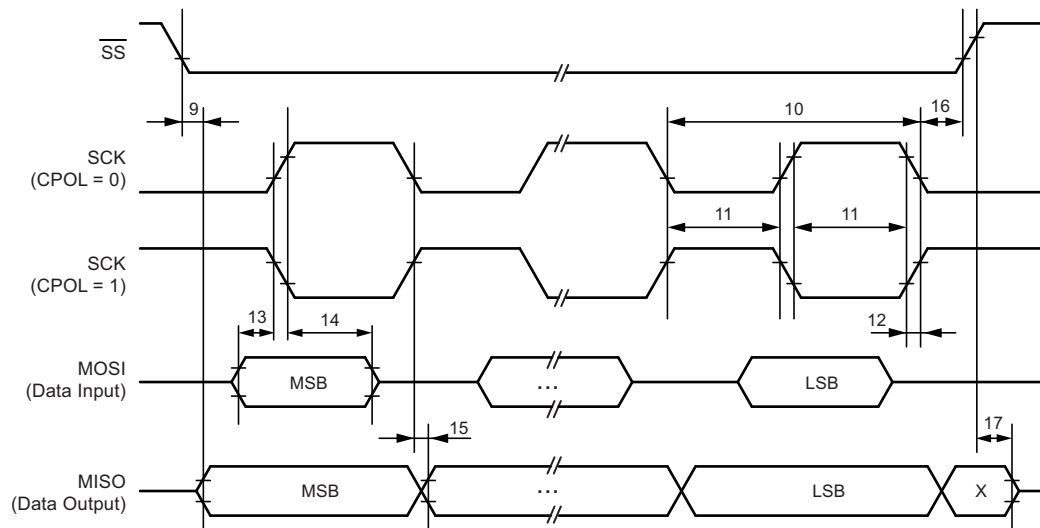 SS
9
10
16
SCK
(CPOL = 0)
11
11
SCK
(CPOL = 1)
13
14
12
MOSI
(Data Input)
MSB
...
LSB
15
17
MISO
(Data Output)
MSB
...
LSB
X